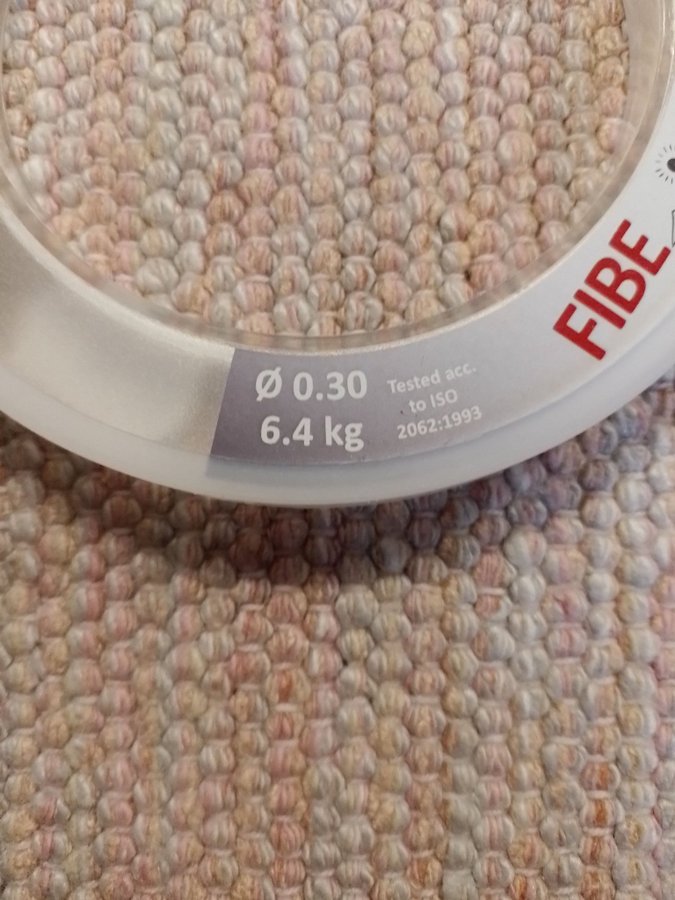 Ø 0.30
6.4 kg
Tested acc.
to ISO
2062:1993
FIBE